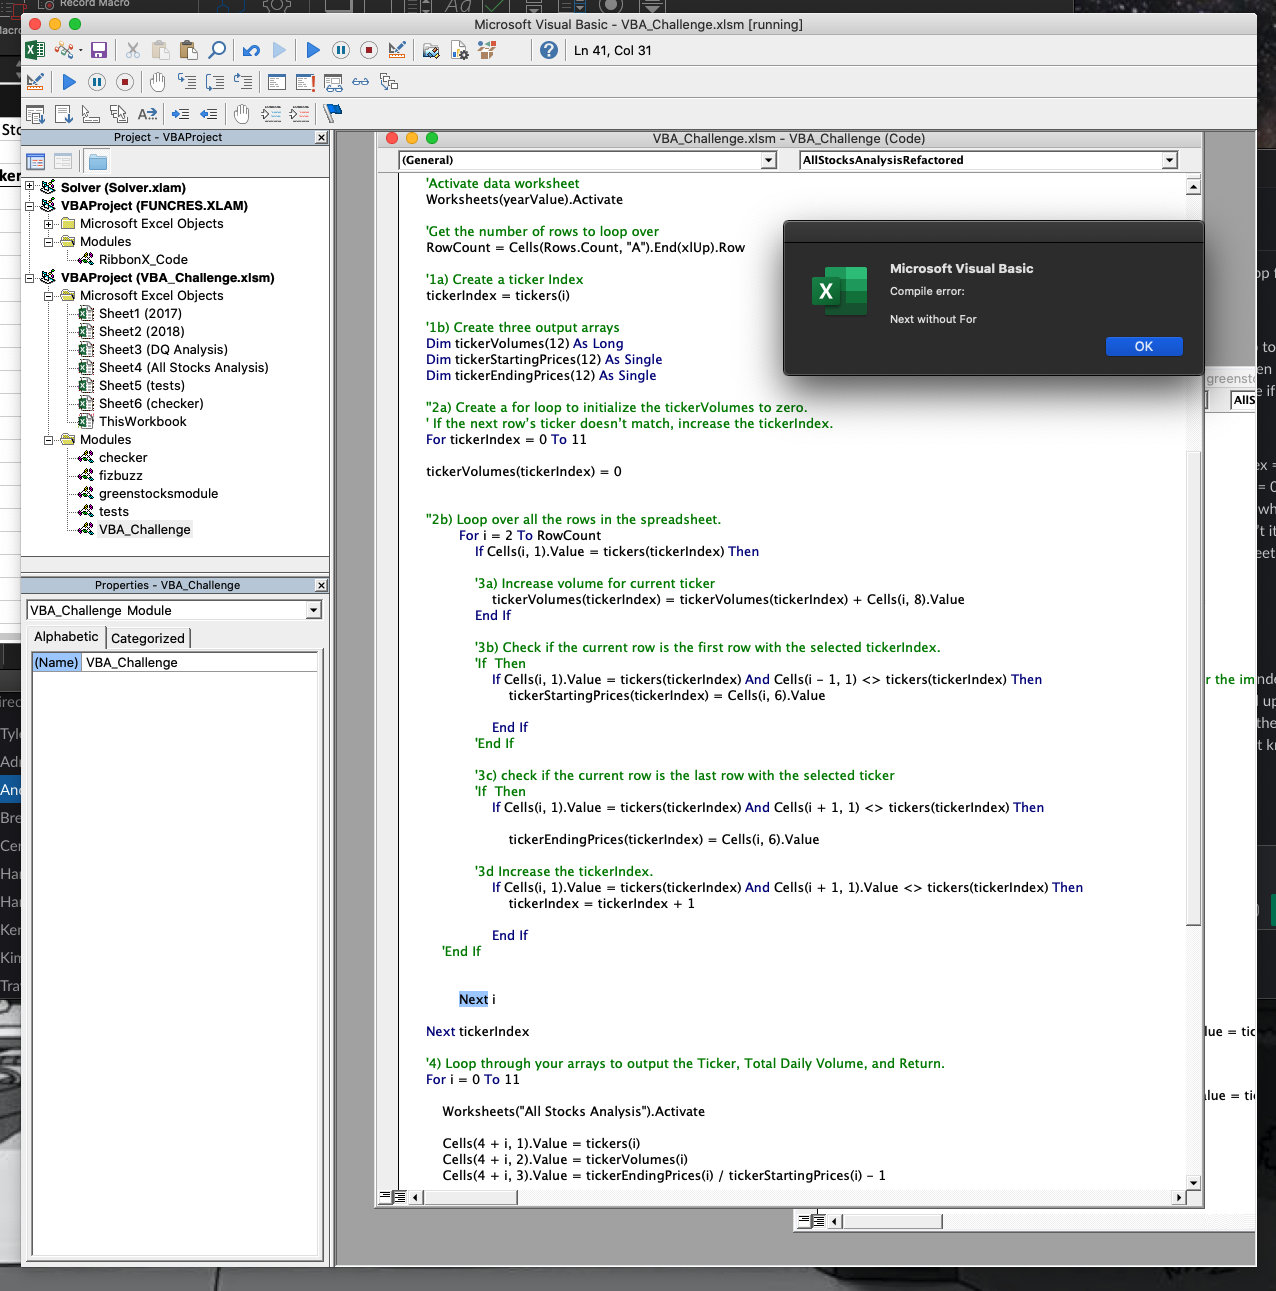 Record Macro
Microsoft Visual Basic - VBA_Challenge.xlsm [running]
Ln 41, Col 31
Project - VBAProject
Solver (Solver.xlam)
VBAProject (FUNCRES.XLAM)
Microsoft Excel Objects
Modules
RibbonX_Code
VBAProject (VBA_Challenge.xlsm)
Microsoft Excel Objects
Sheet1 (2017)
Sheet2 (2018)
Sheet3 (DQ Analysis)
Sheet4 (All Stocks Analysis)
Sheet5 (tests)
Sheet6 (checker)
ThisWorkbook
Modules
checker
fizbuzz
greenstocksmodule
tests
VBA_Challenge
Properties - VBA_Challenge
VBA_Challenge Module
Alphabetic
Categorized
(Name) VBA_Challenge
VBA_Challenge.xlsm - VBA_Challenge (Code)
(General)
AllStocksAnalysisRefactored
'Activate data worksheet
Worksheets(yearValue).Activate
'Get the number of rows to loop over
RowCount = Cells(Rows.Count, "A").End(xlUp).Row
'1a) Create a ticker Index
tickerIndex = tickers(i)
'1b) Create three output arrays
Dim tickerVolumes(12) As Long
Dim tickerStartingPrices(12) As Single
Dim tickerEndingPrices(12) As Single
''2a) Create a for loop to initialize the tickerVolumes to zero.
' If the next row's ticker doesn't match, increase the tickerIndex.
For tickerIndex = 0 To 11
tickerVolumes(tickerIndex) = 0
''2b) Loop over all the rows in the spreadsheet.
For i = 2 To RowCount
If Cells(i, 1).Value = tickers(tickerIndex) Then
'3a) Increase volume for current ticker
tickerVolumes(tickerIndex) = tickerVolumes(tickerIndex) + Cells(i, 8).Value
End If
'3b) Check if the current row is the first row with the selected tickerIndex.
'If  Then
If Cells(i, 1).Value = tickers(tickerIndex) And Cells(i - 1, 1) <> tickers(tickerIndex) Then
tickerStartingPrices(tickerIndex) = Cells(i, 6).Value
End If
'End If
'3c) check if the current row is the last row with the selected ticker
'If  Then
If Cells(i, 1).Value = tickers(tickerIndex) And Cells(i + 1, 1) <> tickers(tickerIndex) Then
tickerEndingPrices(tickerIndex) = Cells(i, 6).Value
'3d Increase the tickerIndex.
If Cells(i, 1).Value = tickers(tickerIndex) And Cells(i + 1, 1).Value <> tickers(tickerIndex) Then
tickerIndex = tickerIndex + 1
End If
'End If
Next i
Next tickerIndex
'4) Loop through your arrays to output the Ticker, Total Daily Volume, and Return.
For i = 0 To 11
Worksheets("All Stocks Analysis").Activate
Cells(4 + i, 1).Value = tickers(i)
Cells(4 + i, 2).Value = tickerVolumes(i)
Cells(4 + i, 3).Value = tickerEndingPrices(i) / tickerStartingPrices(i) - 1
Microsoft Visual Basic
Compile error:
Next without For
OK